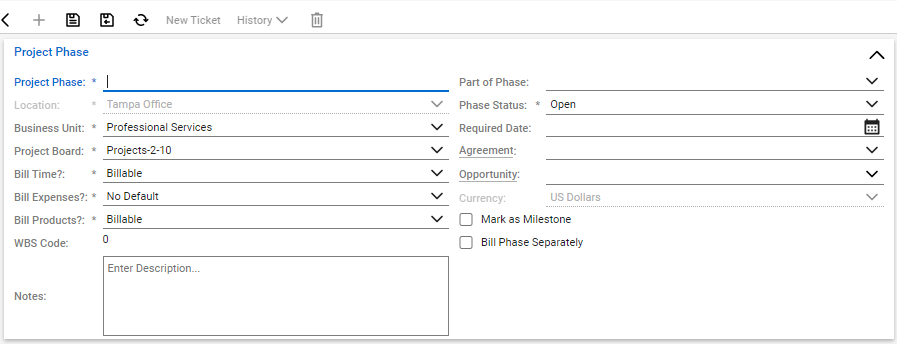 New Ticket History
Project Phase
Project Phase: *
Part of Phase:
Location: * Tampa Office
Phase Status: * Open
Business Unit: * Professional Services
Required Date:
Project Board: * Projects-2-10
Agreement:
Bill Time?: * Billable
Opportunity:
Bill Expenses?: * No Default
Currency: US Dollars
Bill Products?: * Billable
Mark as Milestone
WBS Code: 0
Bill Phase Separately
Notes: Enter Description...